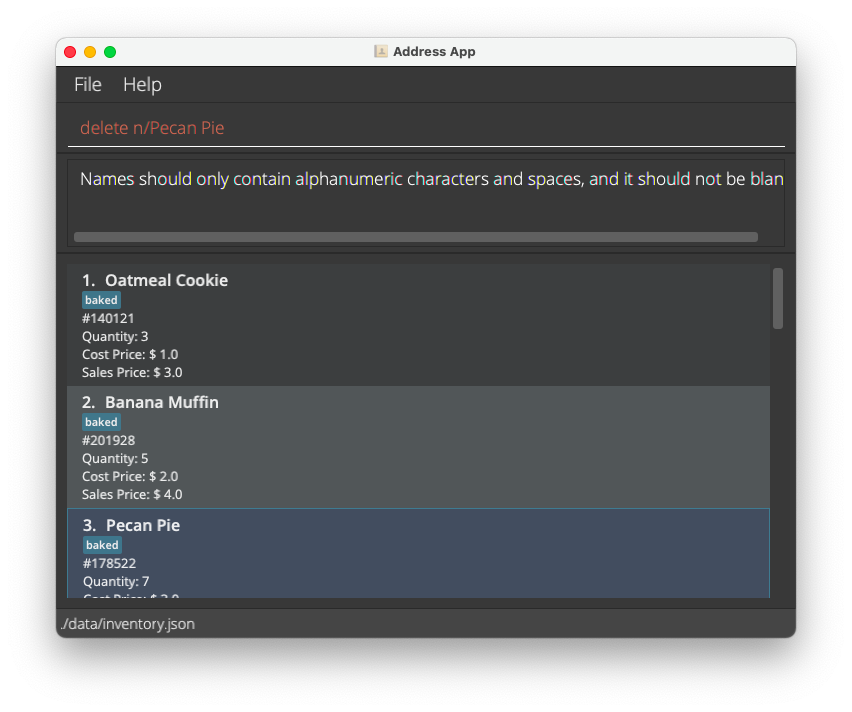 Address App
File Help
delete n/Pecan Pie
Names should only contain alphanumeric characters and spaces, and it should not be blan
1. Oatmeal Cookie
baked
#140121
Quantity: 3
Cost Price: $ 1.0
Sales Price: $ 3.0
2. Banana Muffin
baked
#201928
Quantity: 5
Cost Price: $ 2.0
Sales Price: $ 4.0
3. Pecan Pie
baked
#178522
Quantity: 7
Cost Price: $
./data/inventory.json